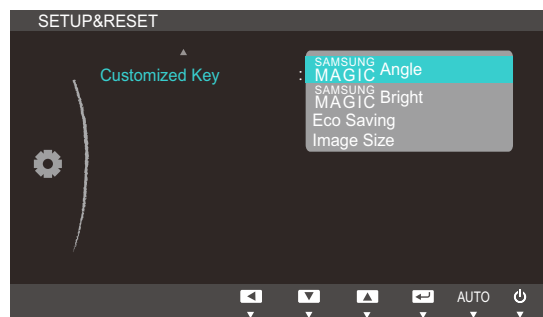 SETUP&RESET
Customized Key : SAMSUNG MAGIC Angle
SAMSUNG MAGIC Bright
Eco Saving
Image Size
AUTO